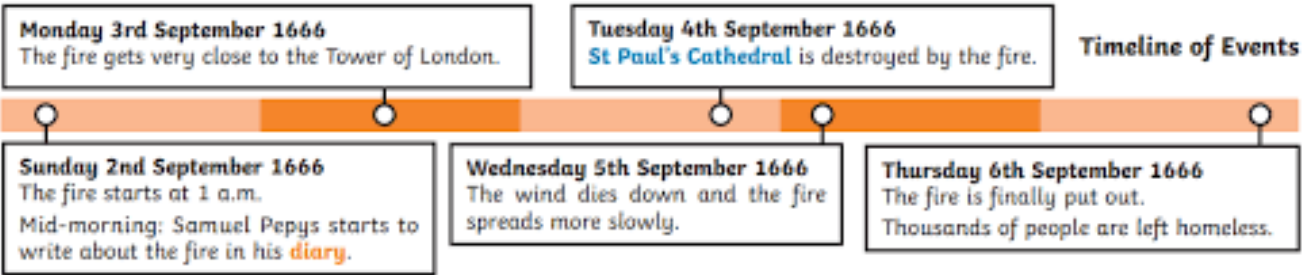 Monday 3rd September 1666
The fire gets very close to the Tower of London.
Tuesday 4th September 1666
St Paul's Cathedral is destroyed by the fire.
Timeline of Events
Sunday 2nd September 1666
The fire starts at 1 a.m.
Mid-morning: Samuel Pepys starts to
write about the fire in his diary.
Wednesday 5th September 1666
The wind dies down and the fire
spreads more slowly.
Thursday 6th September 1666
The fire is finally put out.
Thousands of people are left homeless.